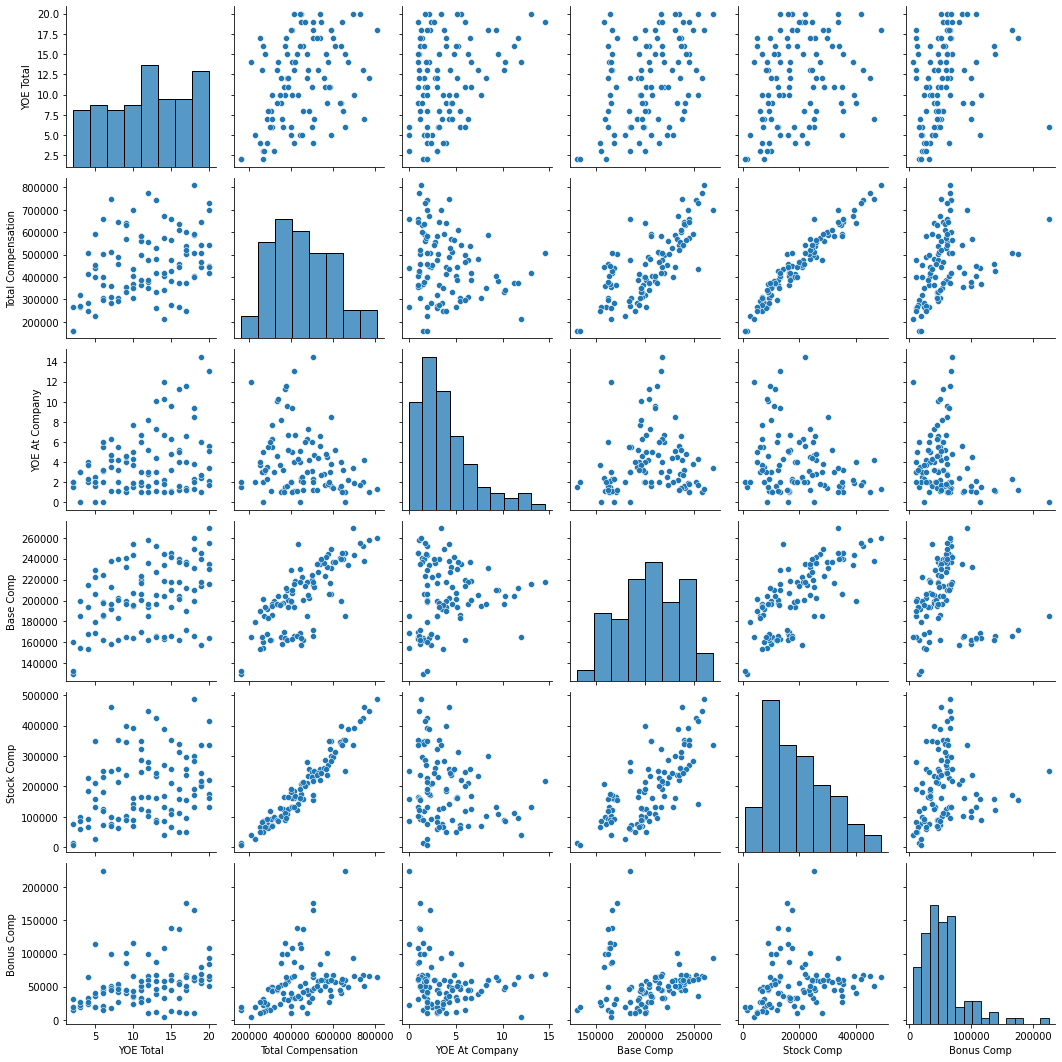 20.0
17.5
15.0
12.5
10.0
7.5
5.0
2.5
YOE Total
800000
700000
600000
500000
400000
300000
200000
Total Compensation
14
12
10
8
6
4
2
0
YOE At Company
260000
240000
220000
200000
180000
160000
140000
Base Comp
500000
400000
300000
200000
100000
0
Stock Comp
200000
150000
100000
50000
0
Bonus Comp
5 10 15 20
YOE Total
200000 400000 600000 800000
Total Compensation
0 5 10 15
YOE At Company
150000 200000 250000
Base Comp
0 200000 400000
Stock Comp
0 100000 200000
Bonus Comp